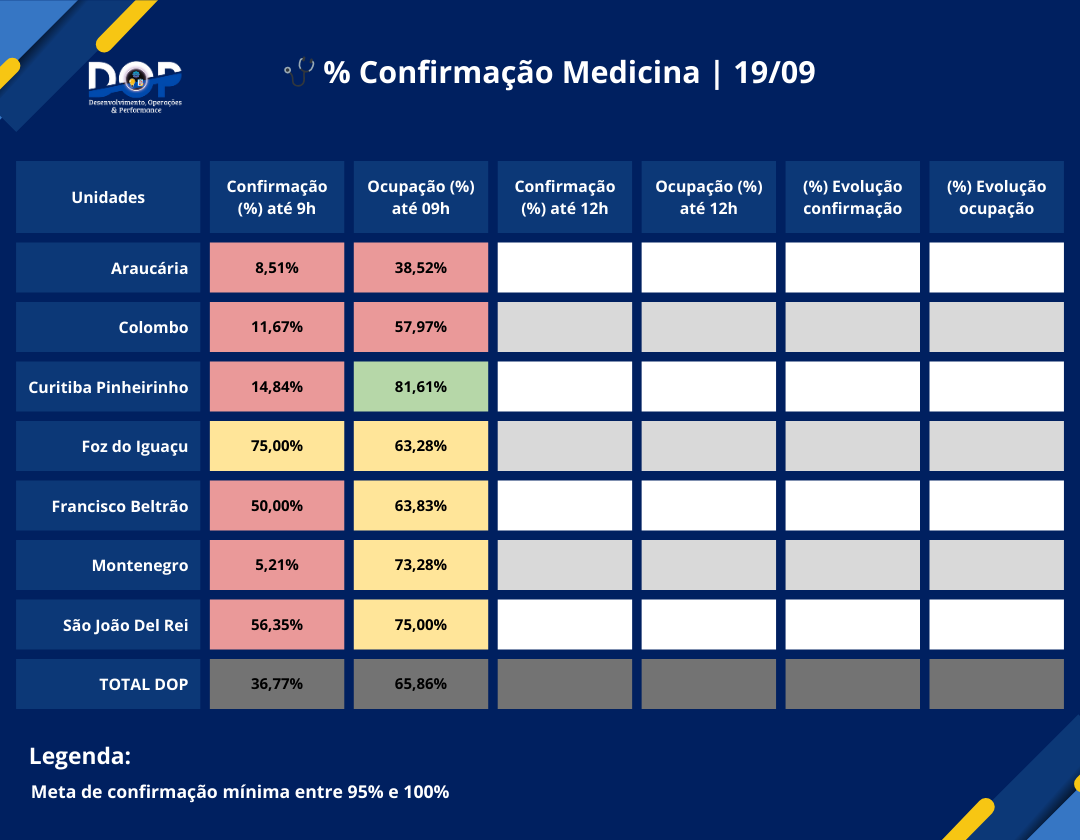 DOP
Desenvolvimento, Operações
& Performance
% Confirmação Medicina | 19/09
Unidades
Confirmação
(%) até 9h
Ocupação (%)
até 09h
Confirmação
(%) até 12h
Ocupação (%)
até 12h
(%) Evolução
confirmação
(%) Evolução
ocupação
Araucária
8,51%
38,52%
Colombo
11,67%
57,97%
Curitiba Pinheirinho
14,84%
81,61%
Foz do Iguaçu
75,00%
63,28%
Francisco Beltrão
50,00%
63,83%
Montenegro
5,21%
73,28%
São João Del Rei
56,35%
75,00%
TOTAL DOP
36,77%
65,86%
Legenda:
Meta de confirmação mínima entre 95% e 100%